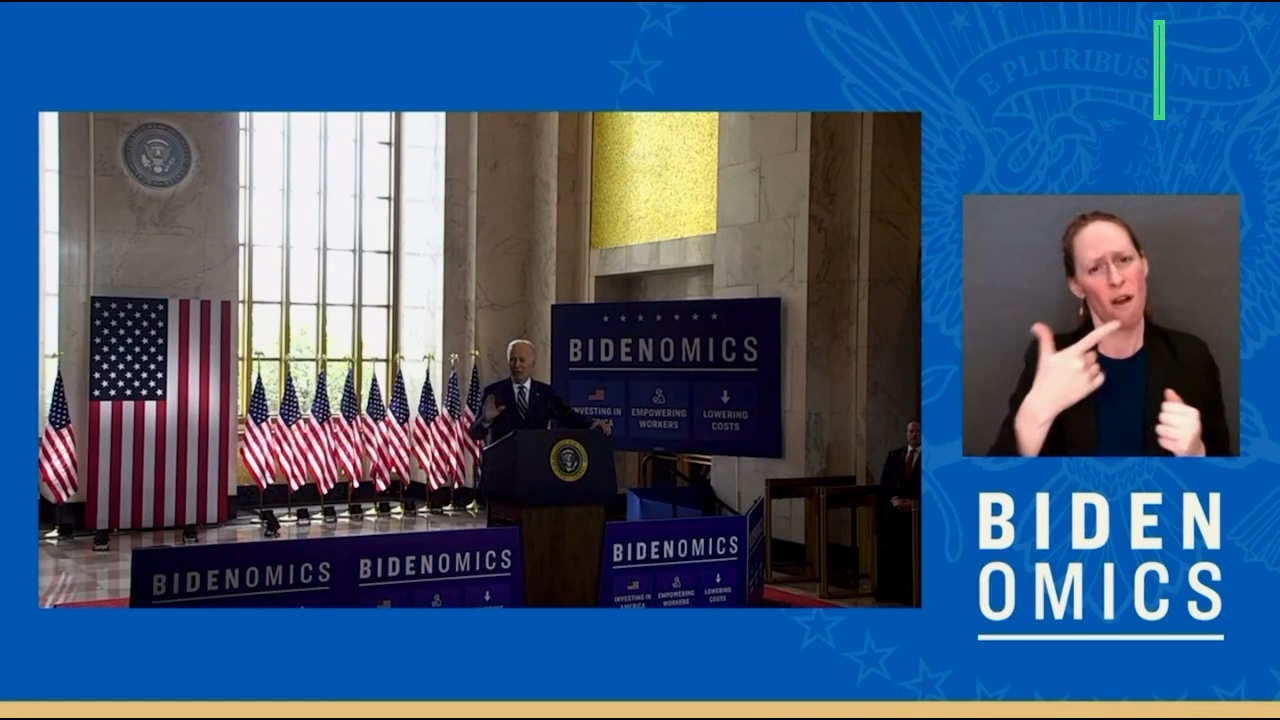 E PLURIBUS UNUM
BIDENOMICS
INVESTING IN
EMPOWERING
WORKERS
LOWERING
COSTS
BIDENOMICS
BIDENOMICS
BIDENOMICS
INVESTING IN
AMERICA
EMPOWERING
WORKERS
LOWERING
COSTS
BIDEN
OMICS